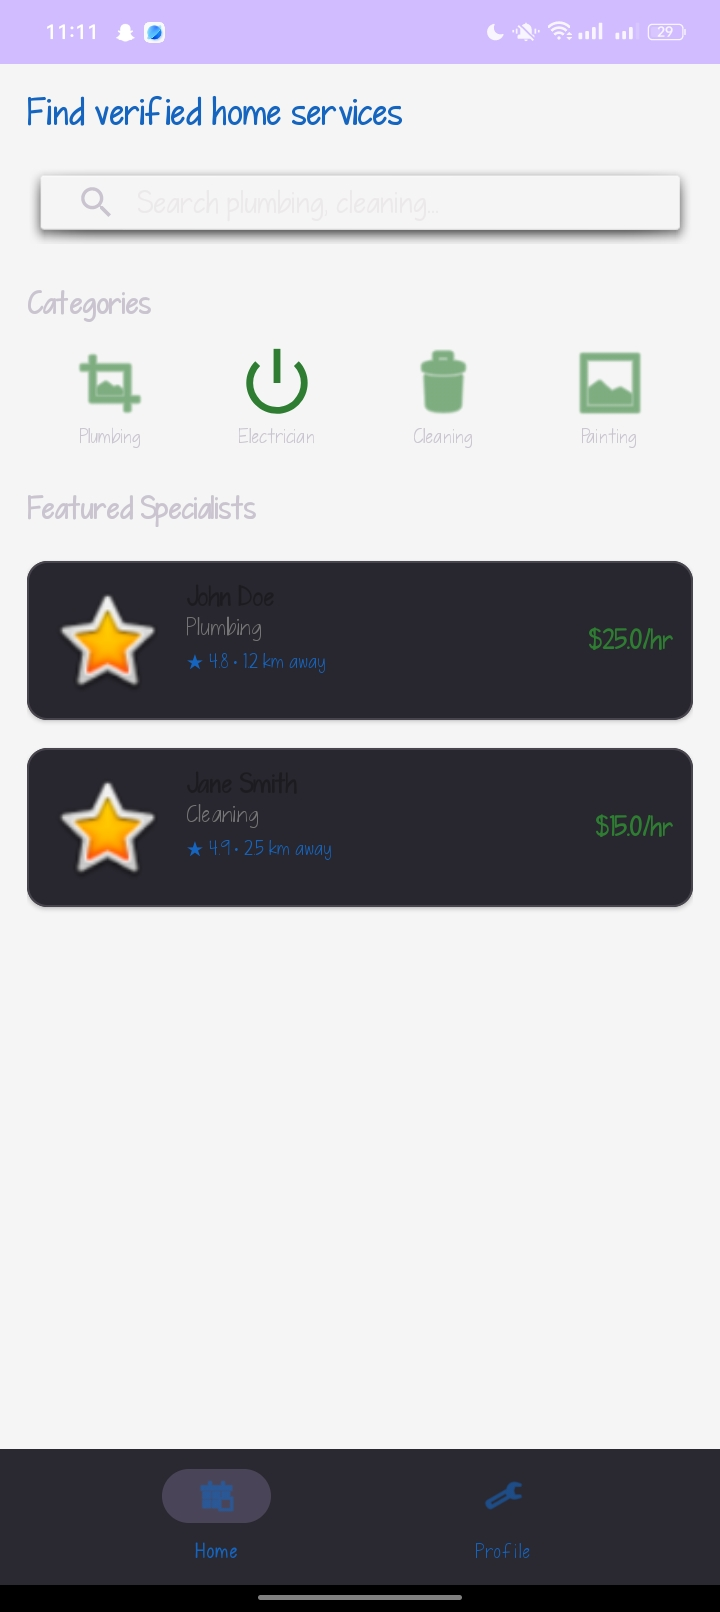 11:11
29
Find verified home services
Search plumbing, cleaning...
Categories
Plumbing
Electrician
Cleaning
Painting
Featured Specialists
John Doe
Plumbing
★ 4.8 • 1.2 km away
$25.0/hr
Jane Smith
Cleaning
★ 4.9 • 2.5 km away
$15.0/hr
Home
Profile